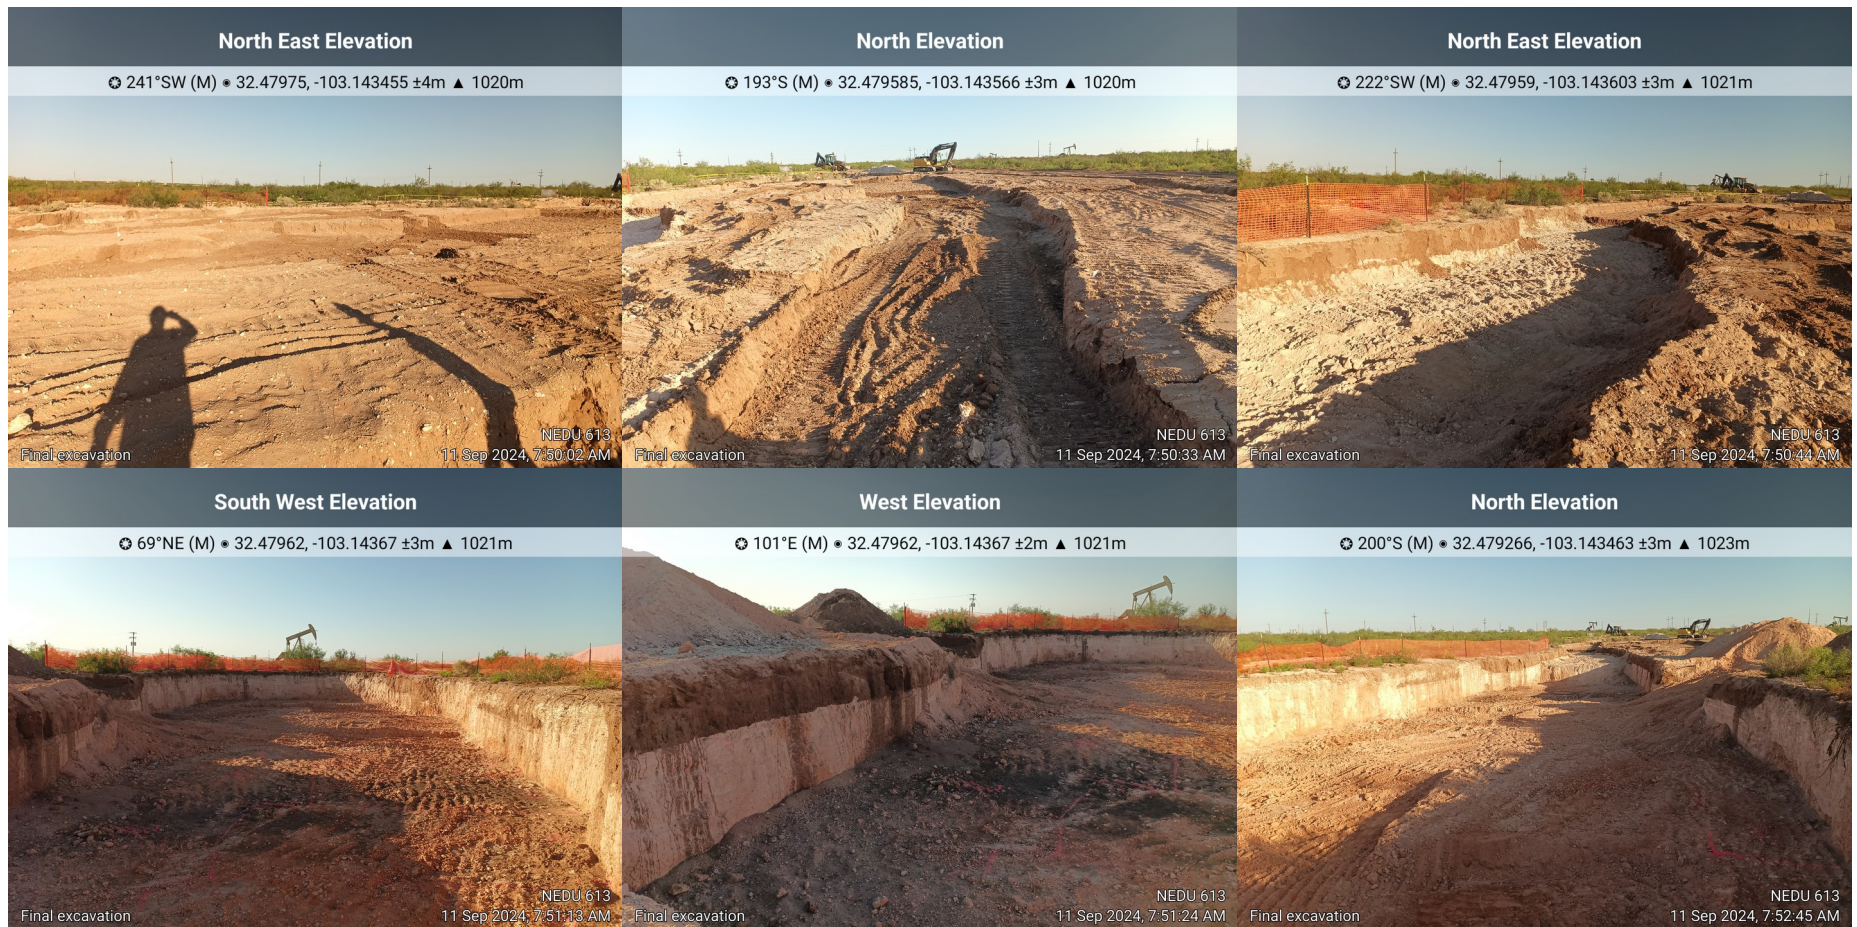 North East Elevation
241°SW (M) 32.47975, -103.143455 ±4m ▲ 1020m
NEDU 613
Final excavation
11 Sep 2024, 7:50:02 AM
North Elevation
193°S (M) 32.479585, -103.143566 ±3m ▲ 1020m
NEDU 613
Final excavation
11 Sep 2024, 7:50:33 AM
North East Elevation
222°SW (M) 32.47959, -103.143603 ±3m ▲ 1021m
NEDU 613
Final excavation
11 Sep 2024, 7:50:44 AM
South West Elevation
69°NE (M) 32.47962, -103.14367 ±3m ▲ 1021m
NEDU 613
Final excavation
11 Sep 2024, 7:51:13 AM
West Elevation
101°E (M) 32.47962, -103.14367 ±2m ▲ 1021m
NEDU 613
Final excavation
11 Sep 2024, 7:51:24 AM
North Elevation
200°S (M) 32.479266, -103.143463 ±3m ▲ 1023m
NEDU 613
Final excavation
11 Sep 2024, 7:52:45 AM